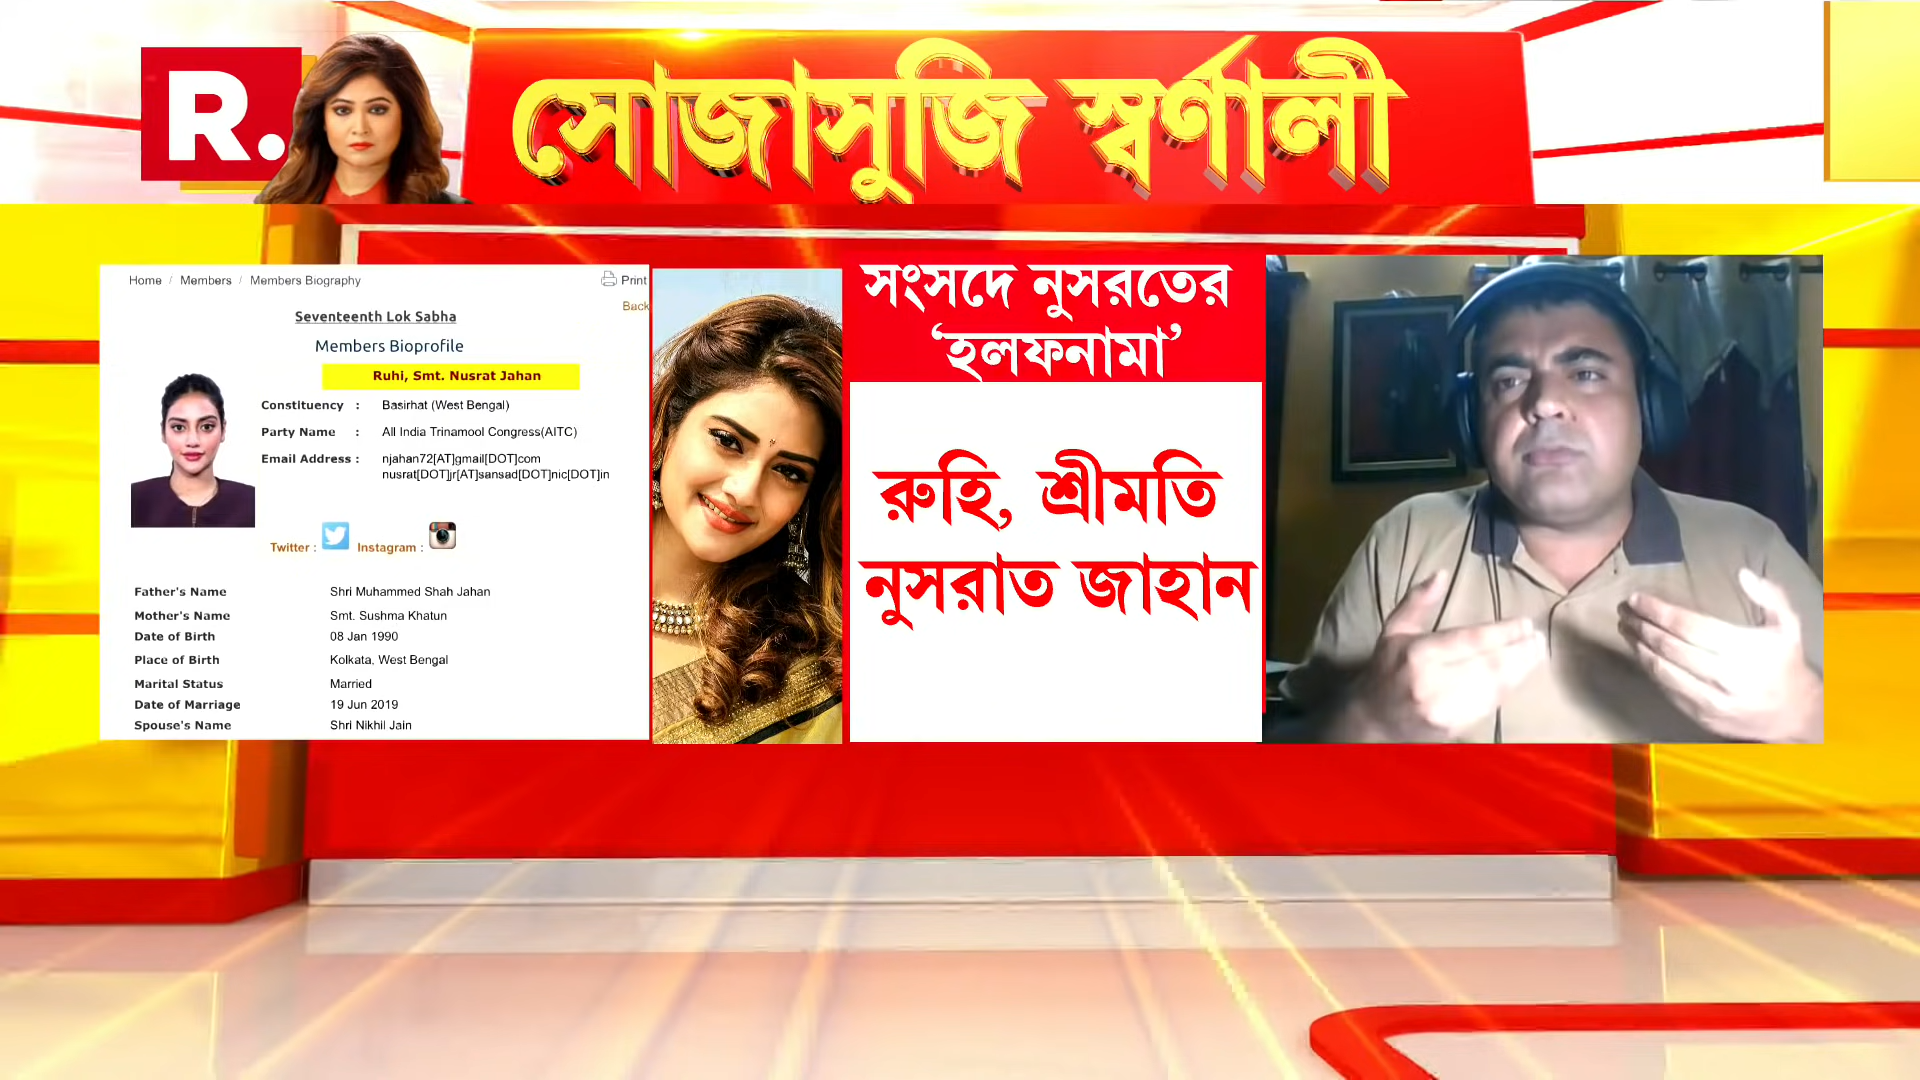 R.
সোজাসুজি স্বর্ণালী
Home / Members / Members Biography
Print
Back
Seventeenth Lok Sabha
Members Bioprofile
Ruhi, Smt. Nusrat Jahan
Constituency : Basirhat (West Bengal)
Party Name : All India Trinamool Congress(AITC)
Email Address : njahan72[AT]gmail[DOT]com
nusrat[DOT]jr[AT]sansad[DOT]nic[DOT]in
Twitter : Instagram :
Father's Name Shri Muhammed Shah Jahan
Mother's Name Smt. Sushma Khatun
Date of Birth 08 Jan 1990
Place of Birth Kolkata, West Bengal
Marital Status Married
Date of Marriage 19 Jun 2019
Spouse's Name Shri Nikhil Jain
সংসদে নুসরতের
‘হলফনামা’
রুহি, শ্রীমতি
নুসরাত জাহান